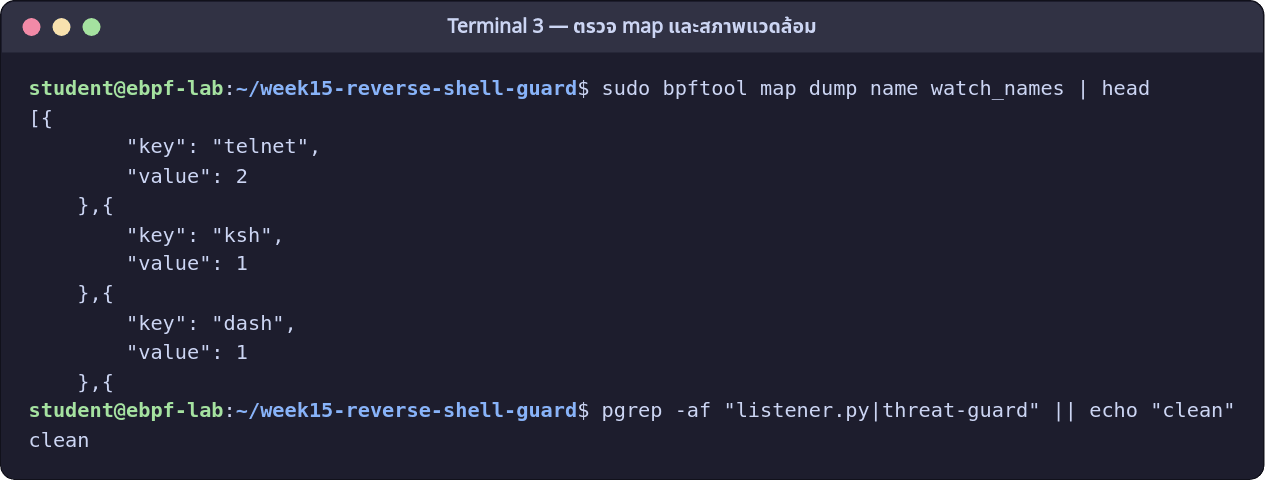 Terminal 3 — ตรวจ map และสภาพแวดล้อม
student@ebpf-lab:~/week15-reverse-shell-guard$ sudo bpftool map dump name watch_names | head
[{
        "key": "telnet",
        "value": 2
    },{
        "key": "ksh",
        "value": 1
    },{
        "key": "dash",
        "value": 1
    },{
student@ebpf-lab:~/week15-reverse-shell-guard$ pgrep -af "listener.py|threat-guard" || echo "clean"
clean